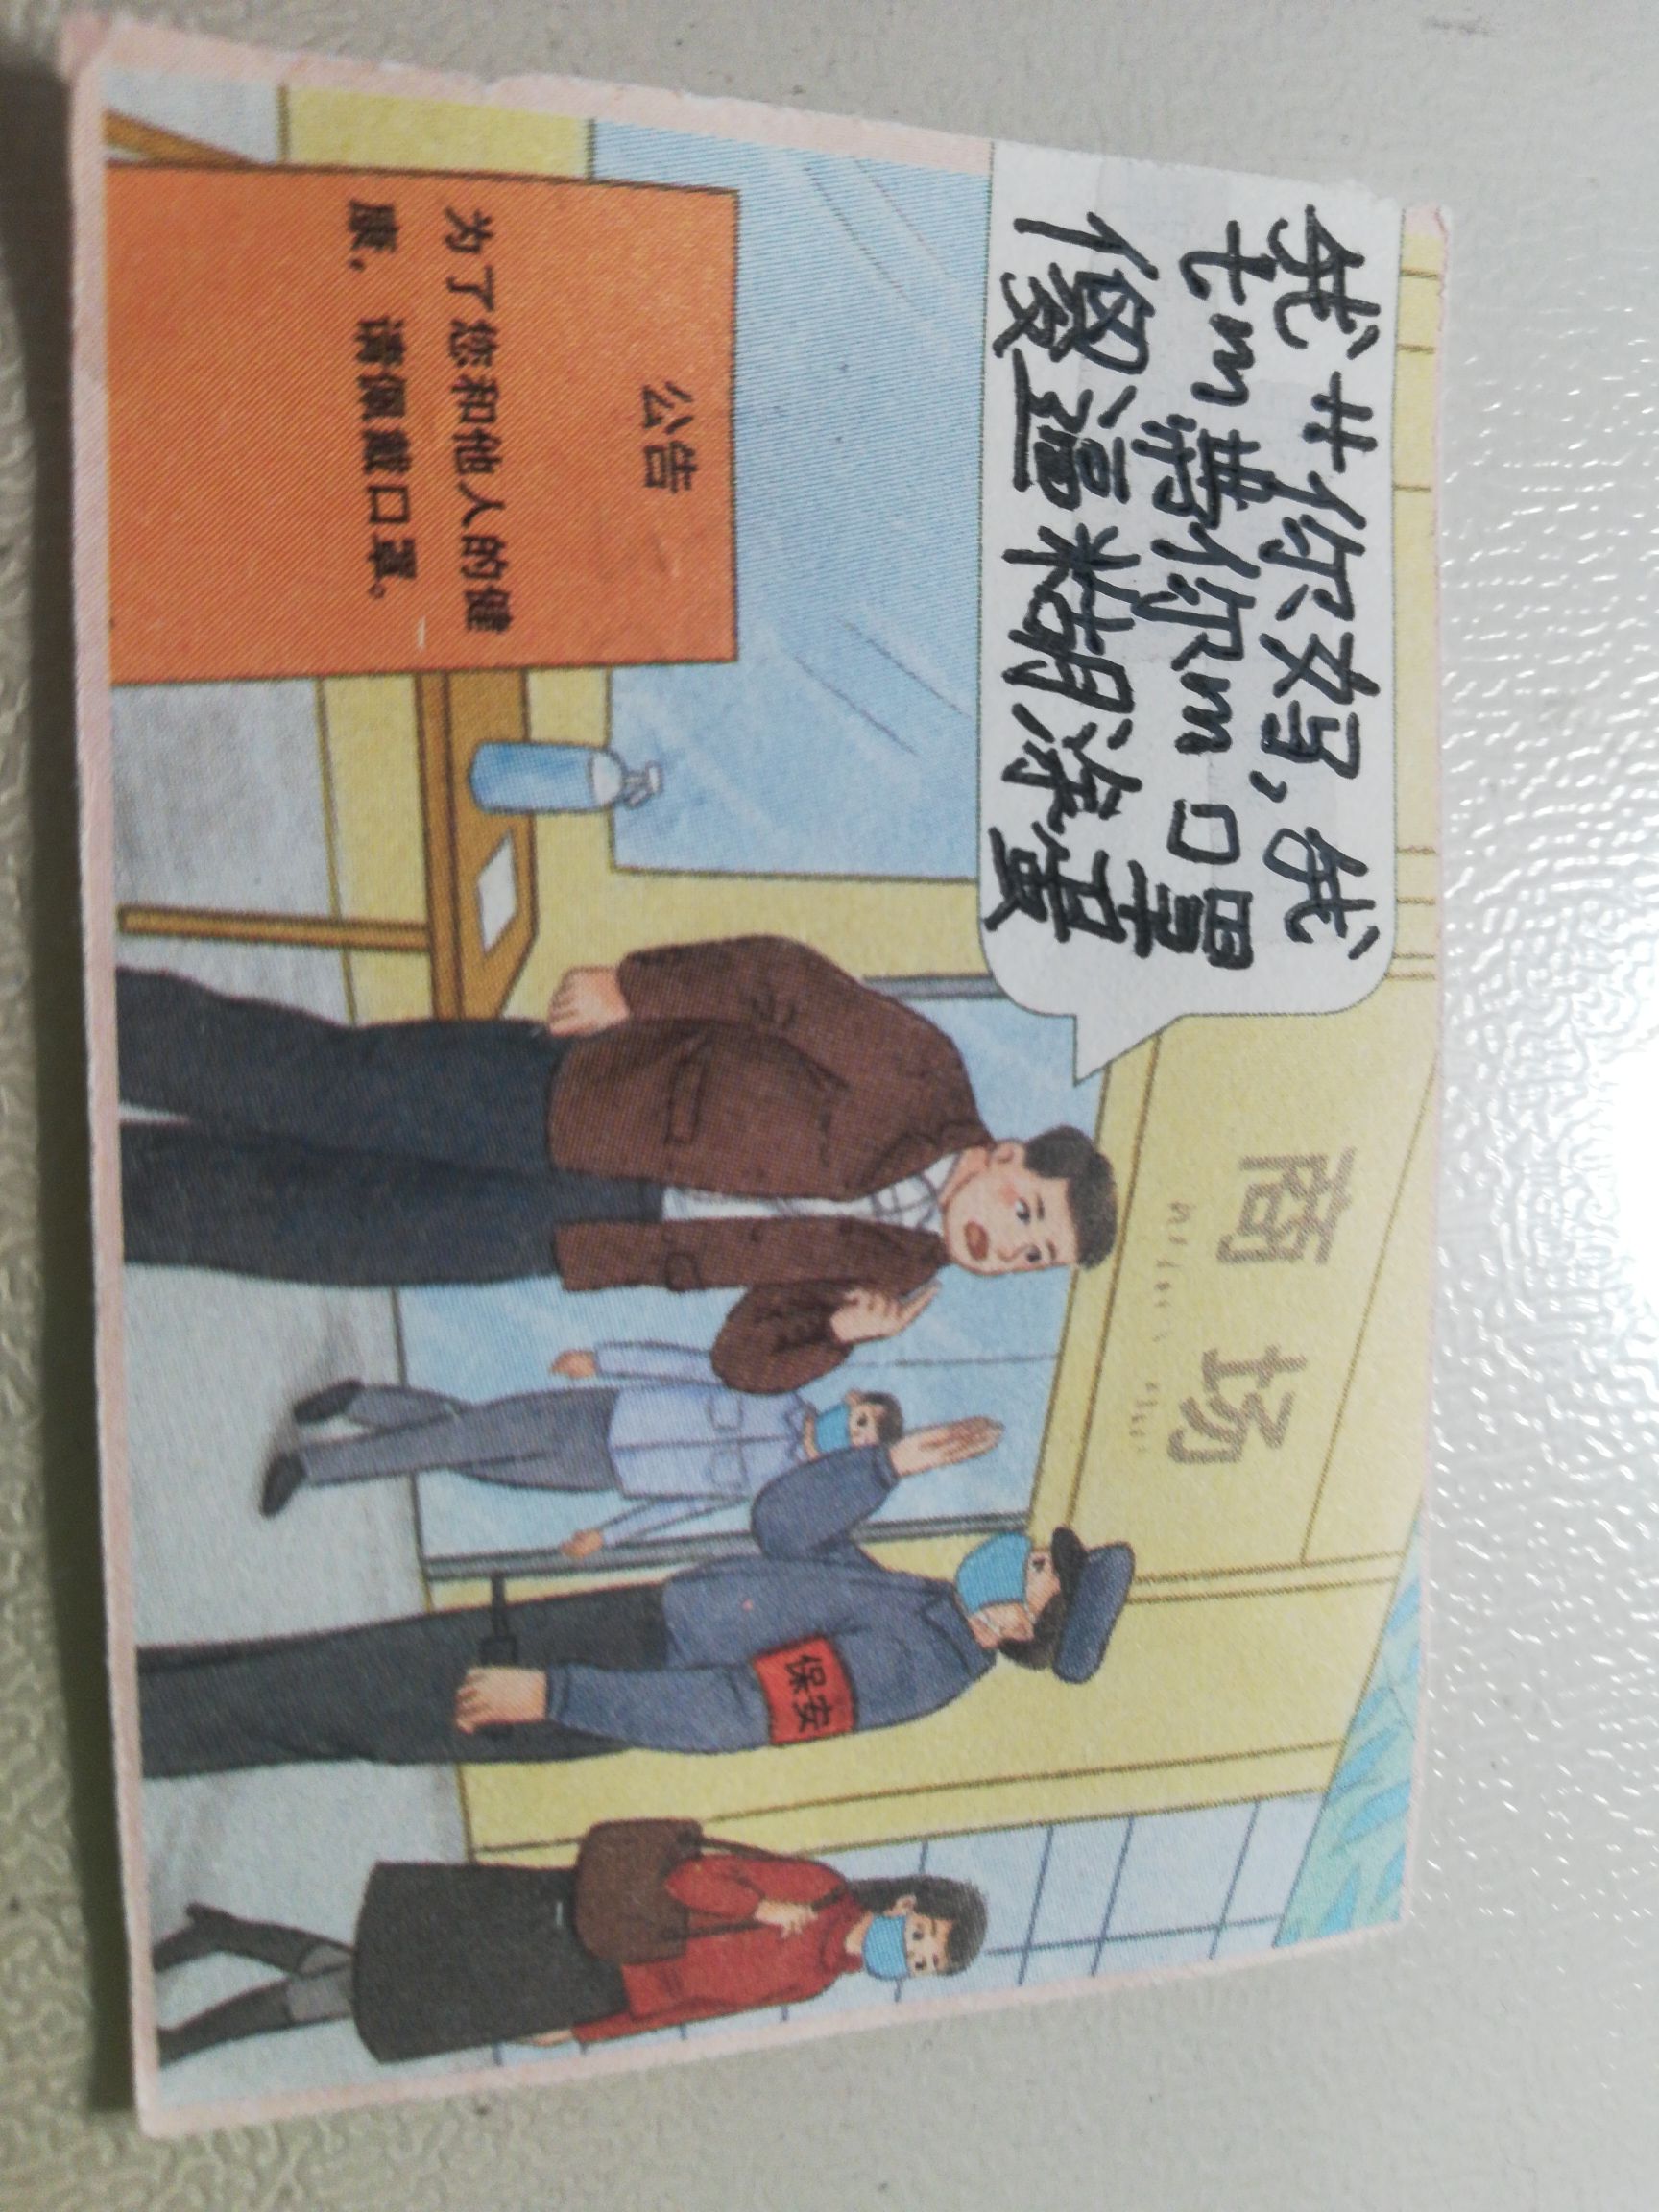 我艹你妈,我
tm带你m口罩
傻逼糊涂蛋
商场
公告
为了您和他人的健
康，请佩戴口罩。
保安